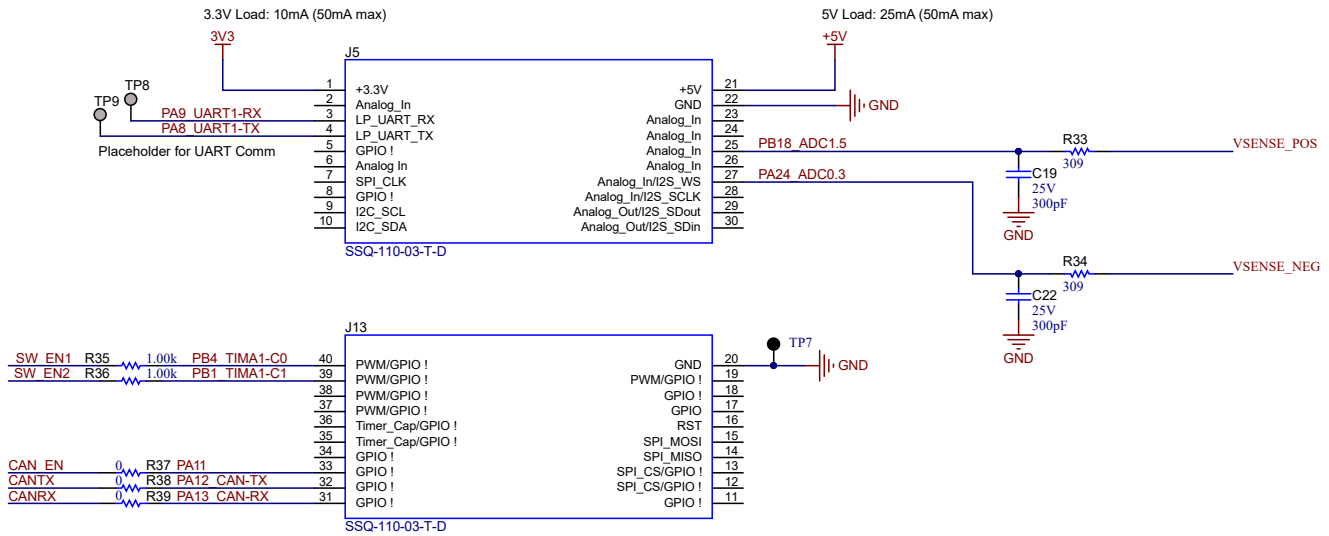 3.3V Load: 10mA (50mA max)
5V Load: 25mA (50mA max)
3V3
+5V
J5
TP8
TP9
1 +3.3V +5V 21
2 Analog_In GND 22 GND
PA9_UART1-RX 3 LP_UART_RX Analog_In 23
PA8_UART1-TX 4 LP_UART_TX Analog_In 24
Placeholder for UART Comm
5 GPIO ! Analog_In 25 PB18_ADC1.5 R33 309 VSENSE_POS
6 Analog In Analog_In 26
7 SPI_CLK Analog_In/I2S_WS 27 PA24_ADC0.3
8 GPIO ! Analog_In/I2S_SCLK 28
9 I2C_SCL Analog_Out/I2S_SDout 29
10 I2C_SDA Analog_Out/I2S_SDin 30
SSQ-110-03-T-D
C19
25V
300pF
GND
R34 309 VSENSE_NEG
C22
25V
300pF
GND
J13
TP7
SW_EN1 R35 1.00k PB4_TIMA1-C0 40 PWM/GPIO ! GND 20 GND
SW_EN2 R36 1.00k PB1_TIMA1-C1 39 PWM/GPIO ! PWM/GPIO ! 19
38 PWM/GPIO ! GPIO ! 18
37 PWM/GPIO ! GPIO 17
36 Timer_Cap/GPIO ! RST 16
35 Timer_Cap/GPIO ! SPI_MOSI 15
34 GPIO ! SPI_MISO 14
CAN_EN 0 R37 PA11 33 GPIO ! SPI_CS/GPIO ! 13
CANTX 0 R38 PA12_CAN-TX 32 GPIO ! SPI_CS/GPIO ! 12
CANRX 0 R39 PA13_CAN-RX 31 GPIO ! GPIO ! 11
SSQ-110-03-T-D